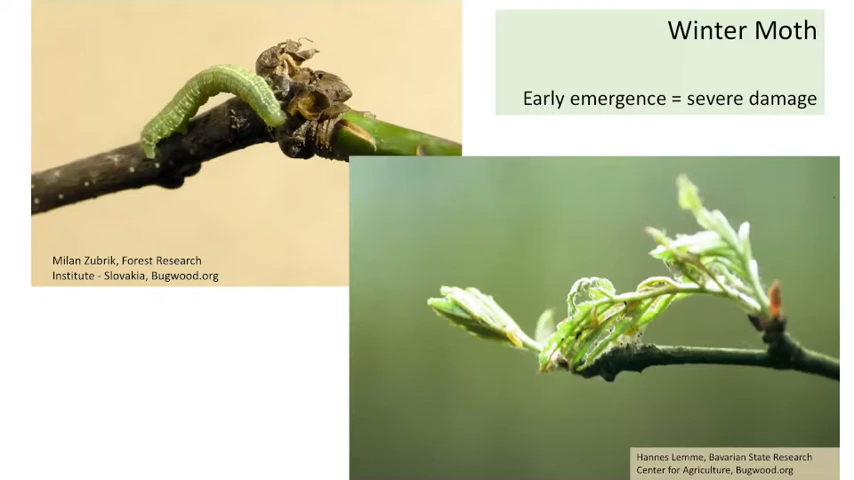 Winter Moth
Early emergence = severe damage
Milan Zubrik, Forest Research
Institute - Slovakia, Bugwood.org
Hannes Lemme, Bavarian State Research
Center for Agriculture, Bugwood.org